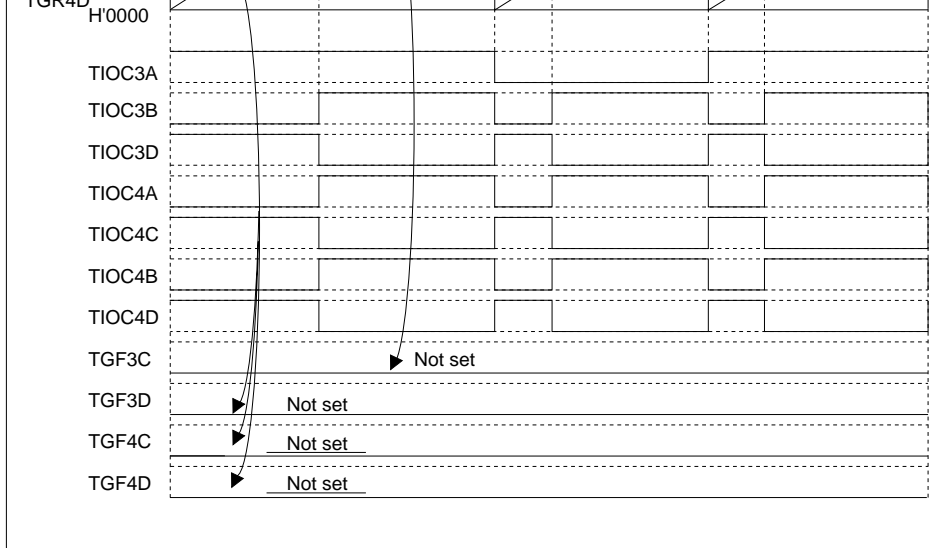 TGR4D
H'0000
TIOC3A
TIOC3B
TIOC3D
TIOC4A
TIOC4C
TIOC4B
TIOC4D
TGF3C Not set
TGF3D Not set
TGF4C Not set
TGF4D Not set